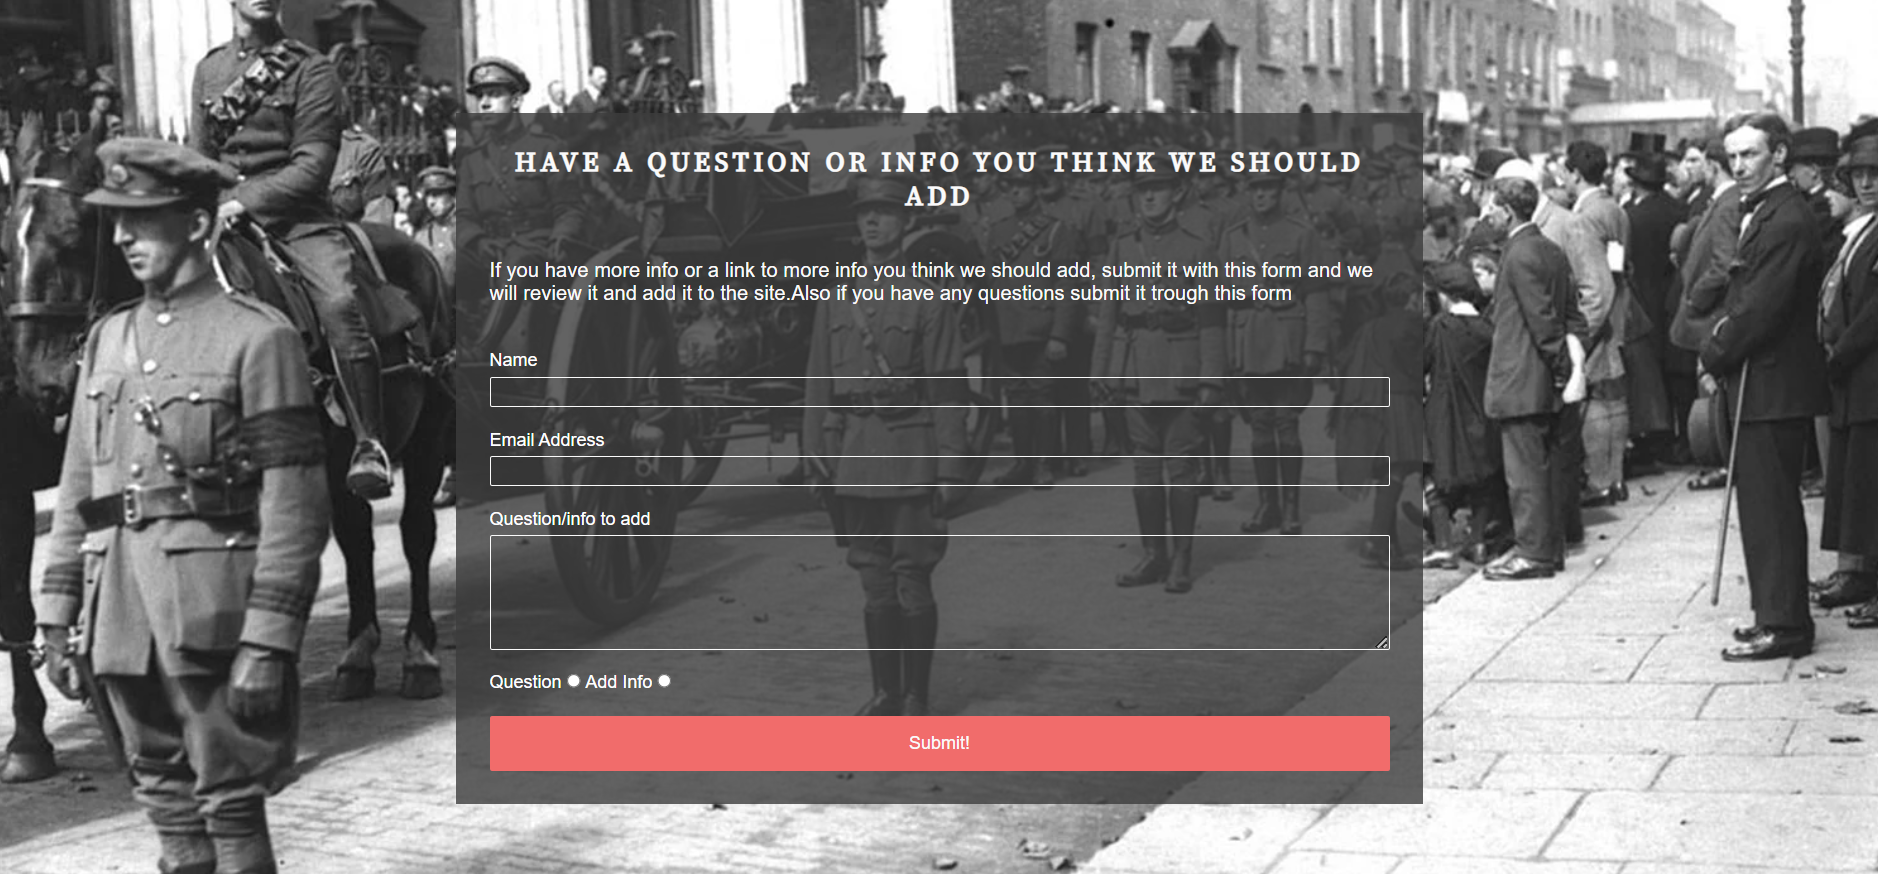 HAVE A QUESTION OR INFO YOU THINK WE SHOULD
ADD
If you have more info or a link to more info you think we should add, submit it with this form and we
will review it and add it to the site.Also if you have any questions submit it trough this form
Name
Email Address
Question/info to add
Question Add Info
Submit!